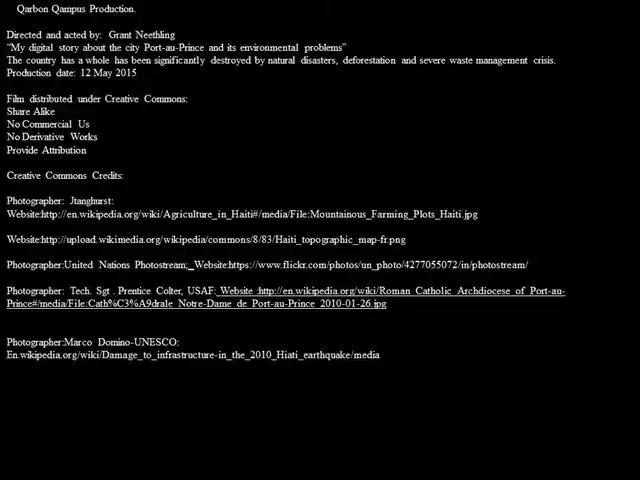 Qarbon Qampus Production.
Directed and acted by: Grant Neethling
“My digital story about the city Port-au-Prince and its environmental problems”
The country has a whole has been significantly destroyed by natural disasters, deforestation and severe waste management crisis.
Production date: 12 May 2015
Film distributed under Creative Commons:
Share Alike
No Commercial Us
No Derivative Works
Provide Attribution
Creative Commons Credits:
Photographer: Jtanghurst:
Website:http://en.wikipedia.org/wiki/Agriculture_in_Haiti#/media/File:Mountainous_Farming_Plots_Haiti.jpg
Website:http://upload.wikimedia.org/wikipedia/commons/8/83/Haiti_topographic_map-fr.png
Photographer:United Nations Photostream;_Website:https://www.flickr.com/photos/un_photo/4277055072/in/photostream/
Photographer: Tech. Sgt . Prentice Colter, USAF: Website :http://en.wikipedia.org/wiki/Roman_Catholic_Archdiocese_of_Port-au-
Prince#/media/File:Cath%C3%A9drale_Notre-Dame_de_Port-au-Prince_2010-01-26.jpg
Photographer:Marco Domino-UNESCO:
En.wikipedia.org/wiki/Damage_to_infrastructure-in_the_2010_Hiati_earthquake/media